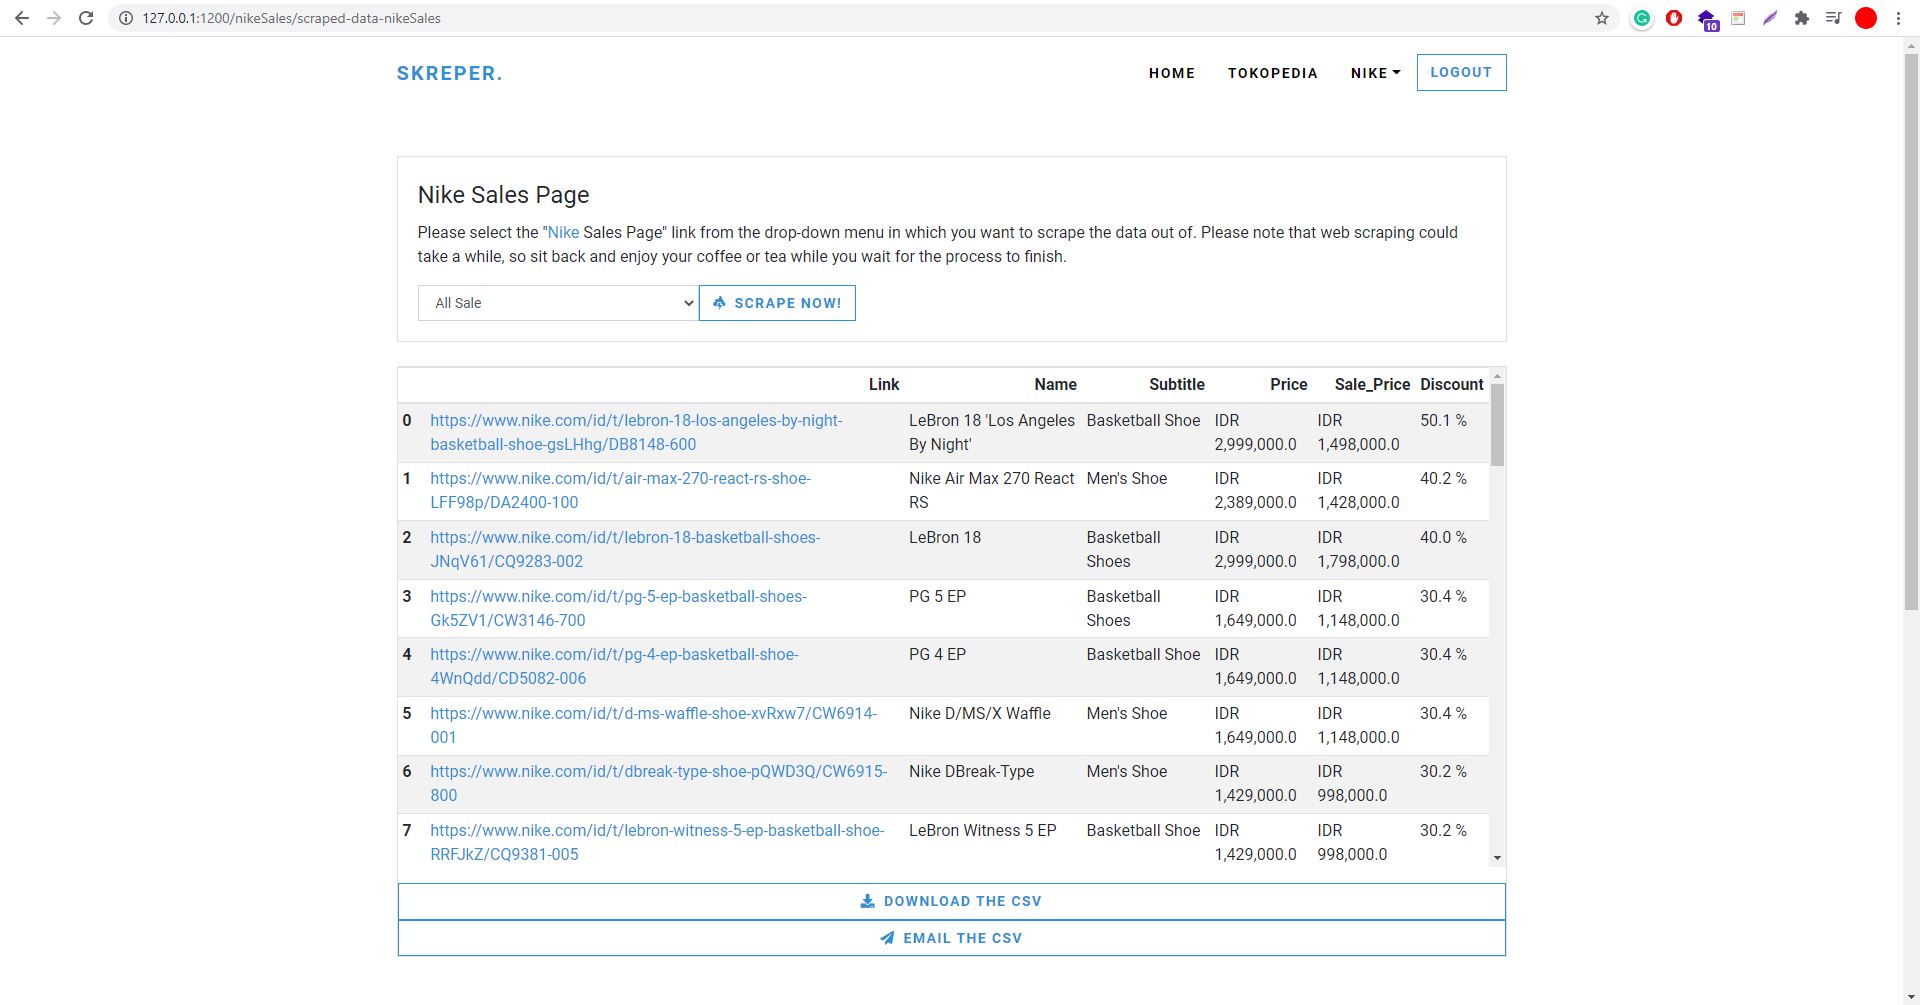 127.0.0.1:1200/nikeSales/scraped-data-nikeSales
10
SKREPER.
HOME TOKOPEDIA NIKE LOGOUT
Nike Sales Page
Please select the "Nike Sales Page" link from the drop-down menu in which you want to scrape the data out of. Please note that web scraping could
take a while, so sit back and enjoy your coffee or tea while you wait for the process to finish.
All Sale SCRAPE NOW!
Link Name Subtitle Price Sale_Price Discount
0 https://www.nike.com/id/t/lebron-18-los-angeles-by-night- LeBron 18 'Los Angeles Basketball Shoe IDR IDR 50.1 %
basketball-shoe-gsLHhg/DB8148-600 By Night' 2,999,000.0 1,498,000.0
1 https://www.nike.com/id/t/air-max-270-react-rs-shoe- Nike Air Max 270 React Men's Shoe IDR IDR 40.2 %
LFF98p/DA2400-100 RS 2,389,000.0 1,428,000.0
2 https://www.nike.com/id/t/lebron-18-basketball-shoes- LeBron 18 Basketball IDR IDR 40.0 %
JNqV61/CQ9283-002 Shoes 2,999,000.0 1,798,000.0
3 https://www.nike.com/id/t/pg-5-ep-basketball-shoes- PG 5 EP Basketball IDR IDR 30.4 %
Gk5ZV1/CW3146-700 Shoes 1,649,000.0 1,148,000.0
4 https://www.nike.com/id/t/pg-4-ep-basketball-shoe- PG 4 EP Basketball Shoe IDR IDR 30.4 %
4WnQdd/CD5082-006 1,649,000.0 1,148,000.0
5 https://www.nike.com/id/t/d-ms-waffle-shoe-xvRxw7/CW6914- Nike D/MS/X Waffle Men's Shoe IDR IDR 30.4 %
001 1,649,000.0 1,148,000.0
6 https://www.nike.com/id/t/dbreak-type-shoe-pQWD3Q/CW6915- Nike DBreak-Type Men's Shoe IDR IDR 30.2 %
800 1,429,000.0 998,000.0
7 https://www.nike.com/id/t/lebron-witness-5-ep-basketball-shoe- LeBron Witness 5 EP Basketball Shoe IDR IDR 30.2 %
RRFJkZ/CQ9381-005 1,429,000.0 998,000.0
DOWNLOAD THE CSV
EMAIL THE CSV